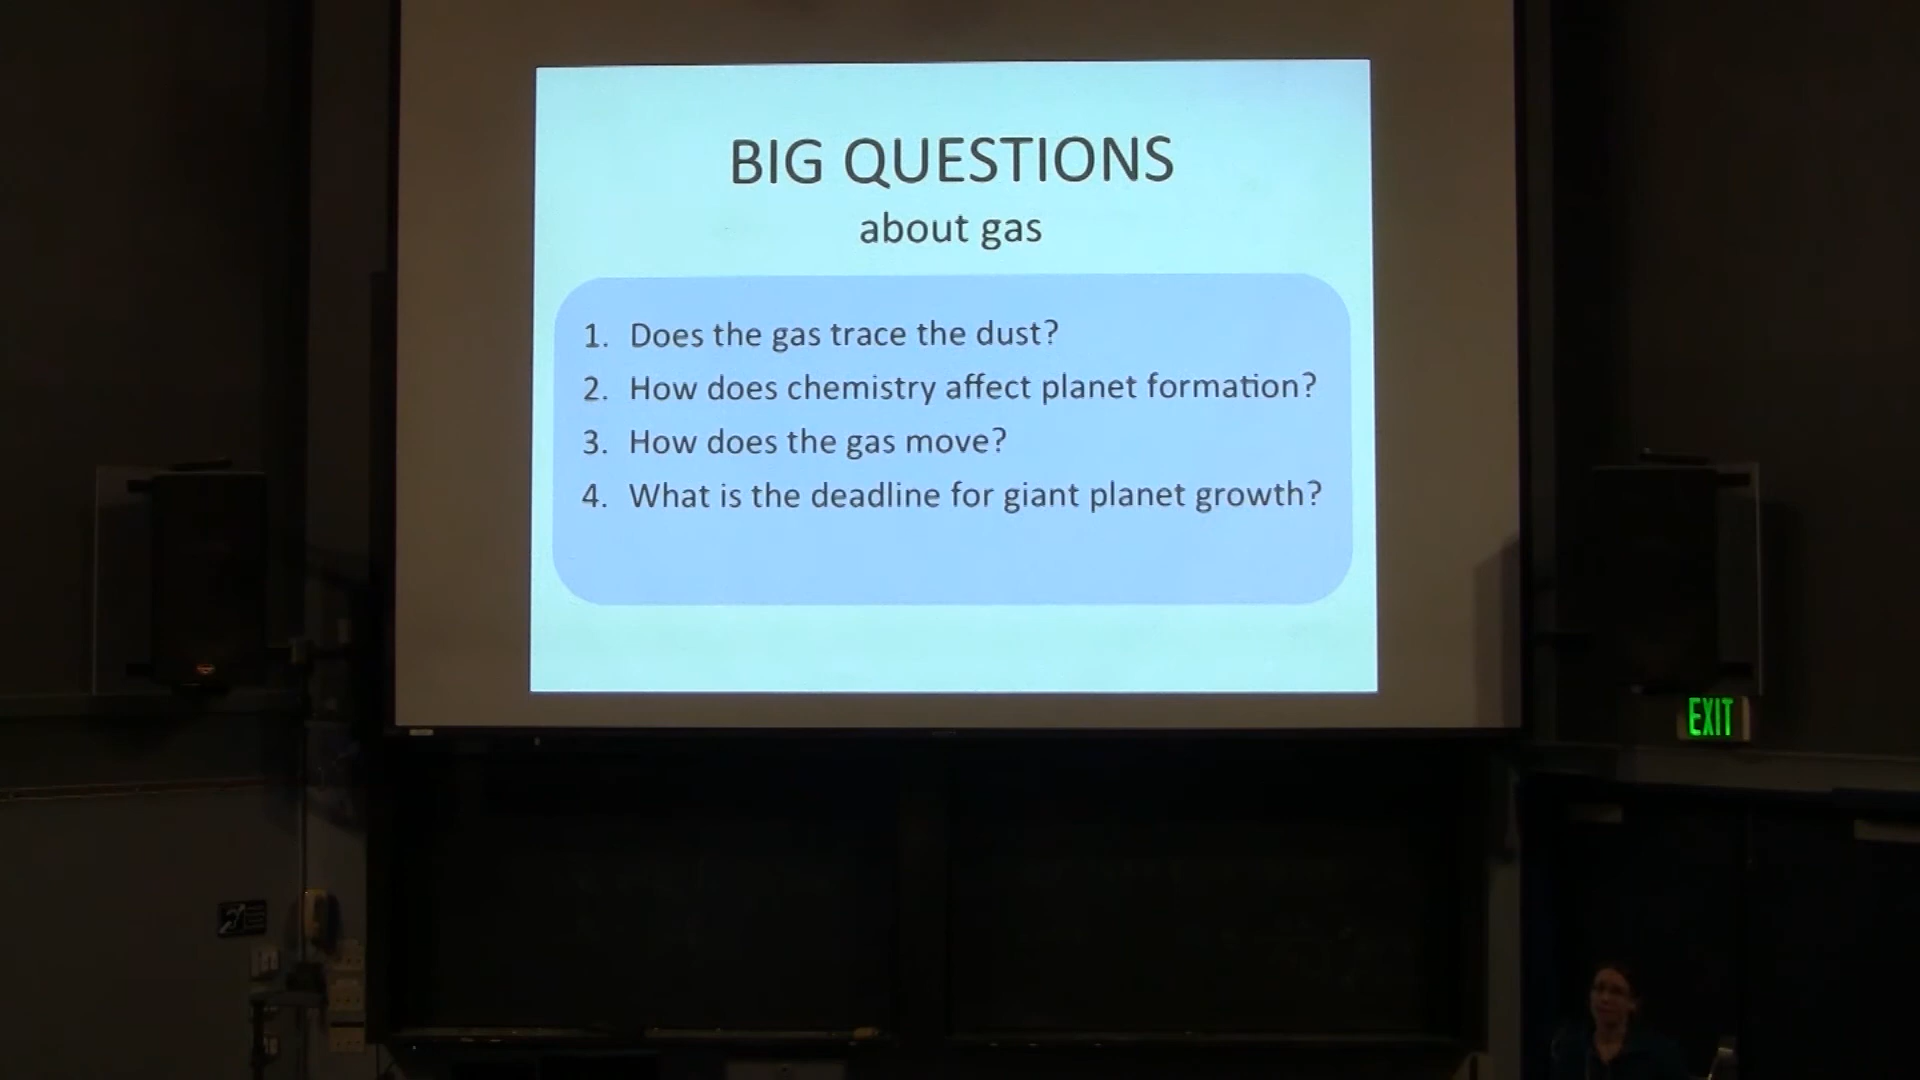 BIG QUESTIONS
about gas
1. Does the gas trace the dust?
2. How does chemistry affect planet formation?
3. How does the gas move?
4. What is the deadline for giant planet growth?
EXIT